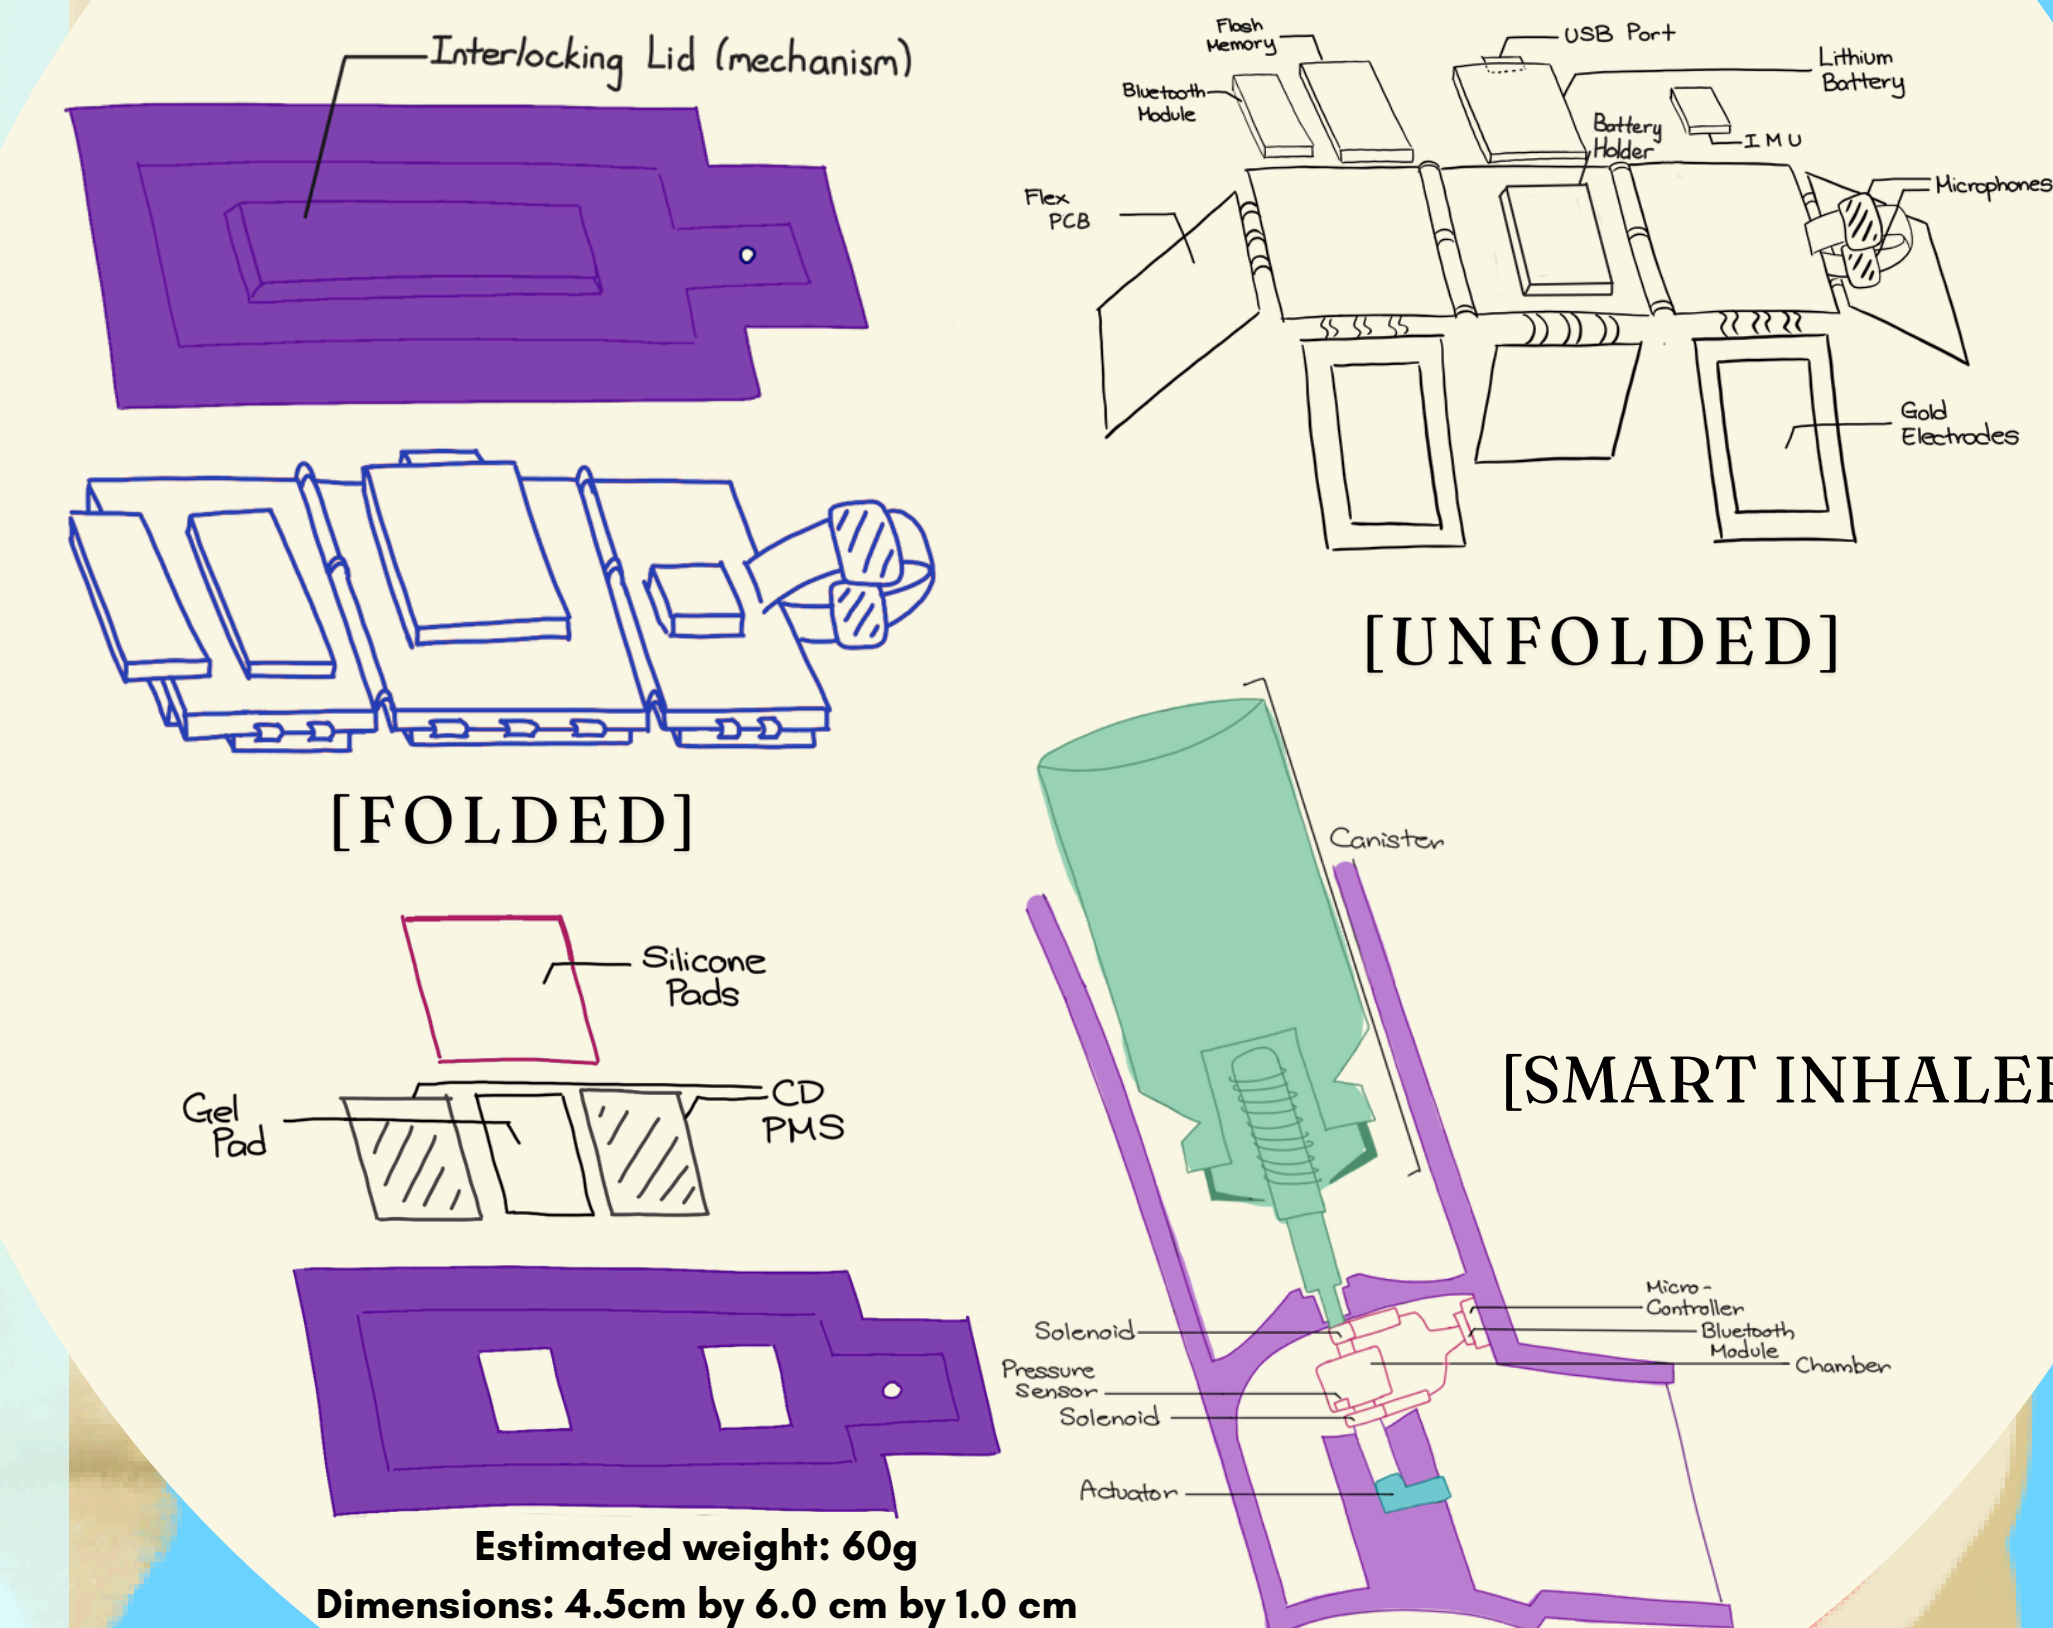 Interlocking Lid (mechanism)
[FOLDED]
Silicone
Pads
Gel
Pad
CD
PMS
Estimated weight: 60g
Dimensions: 4.5cm by 6.0 cm by 1.0 cm
Flash
Memory
USB Port
Lithium
Battery
Bluetooth
Module
Battery
Holder
IMU
Flex
PCB
Microphones
Gold
Electrodes
[UNFOLDED]
Canister
[SMART INHALER
Micro-
Controller
Bluetooth
Module
Chamber
Solenoid
Pressure
Sensor
Solenoid
Actuator